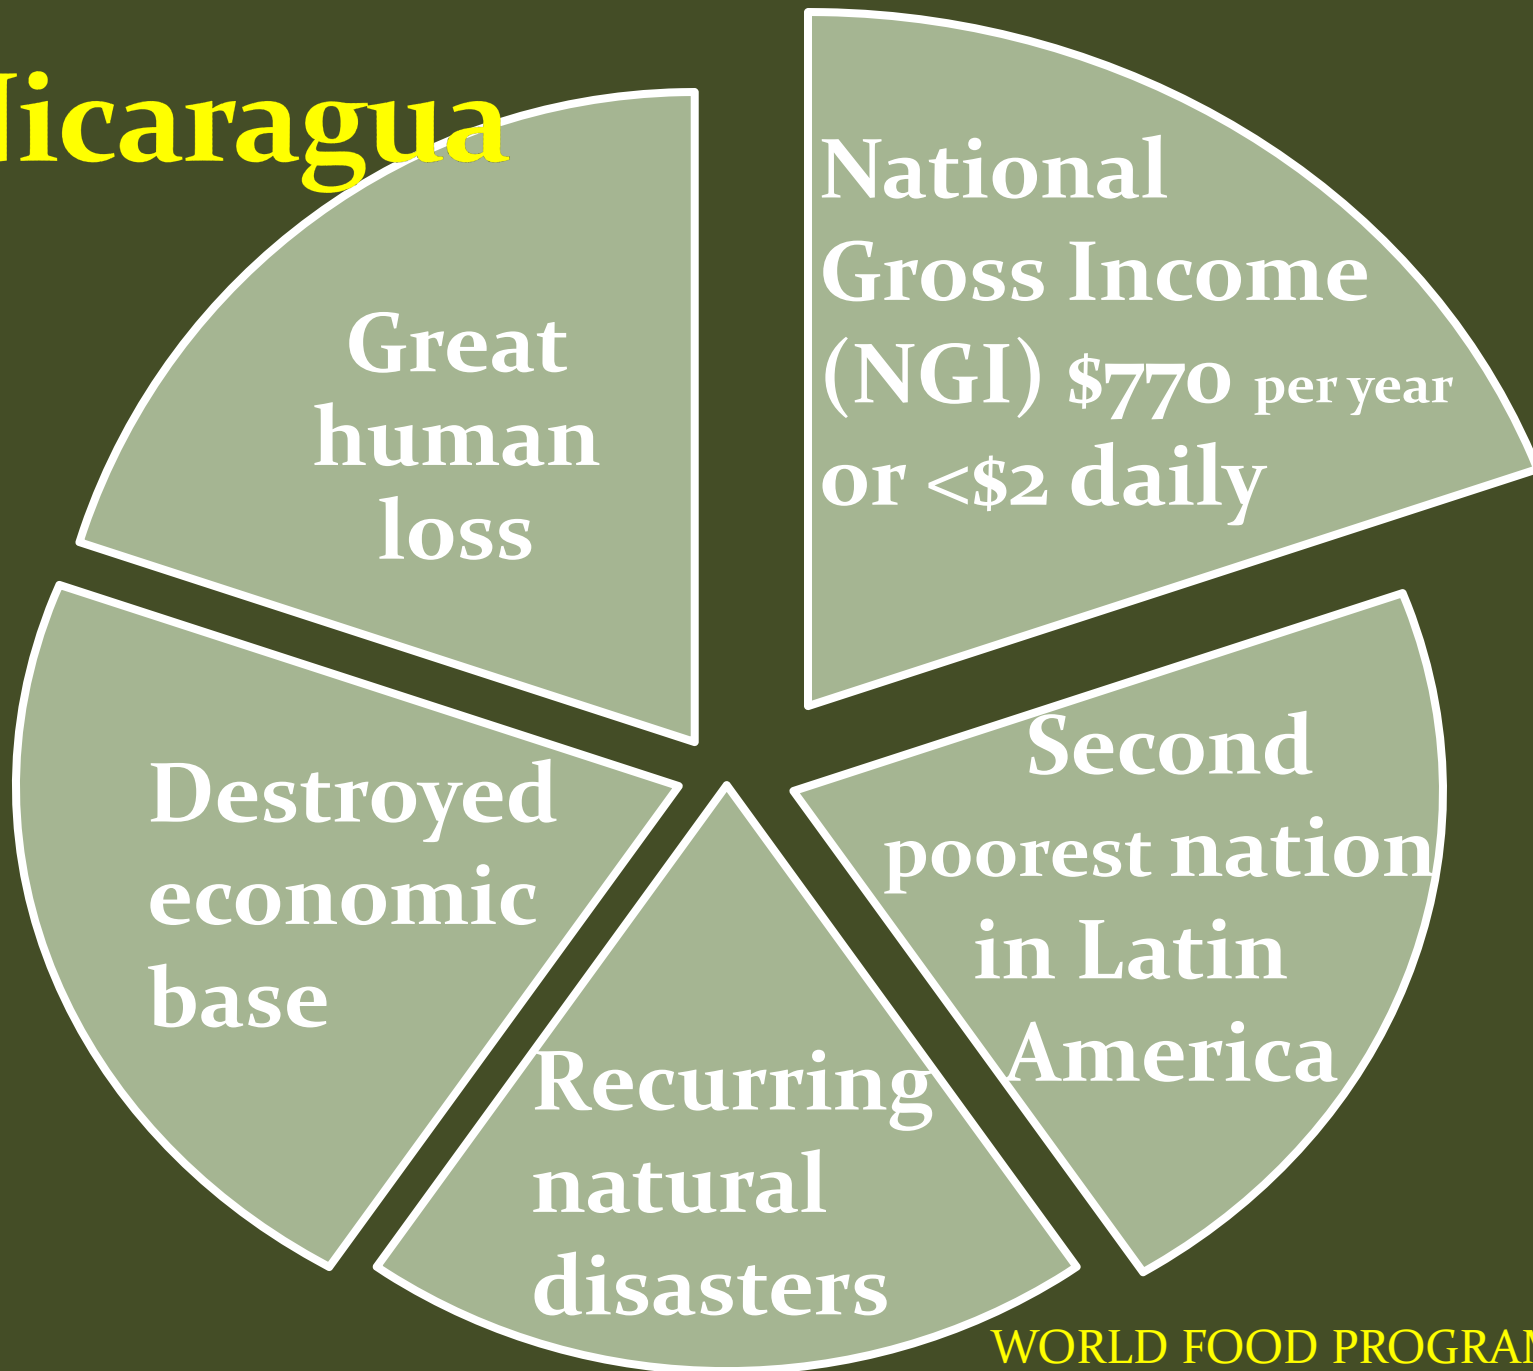 Nicaragua
National
Gross Income
(NGI) $770 per year
or <$2 daily
Second
poorest nation
in Latin
America
Recurring
natural
disasters
Destroyed
economic
base
Great
human
loss
WORLD FOOD PROGRAM